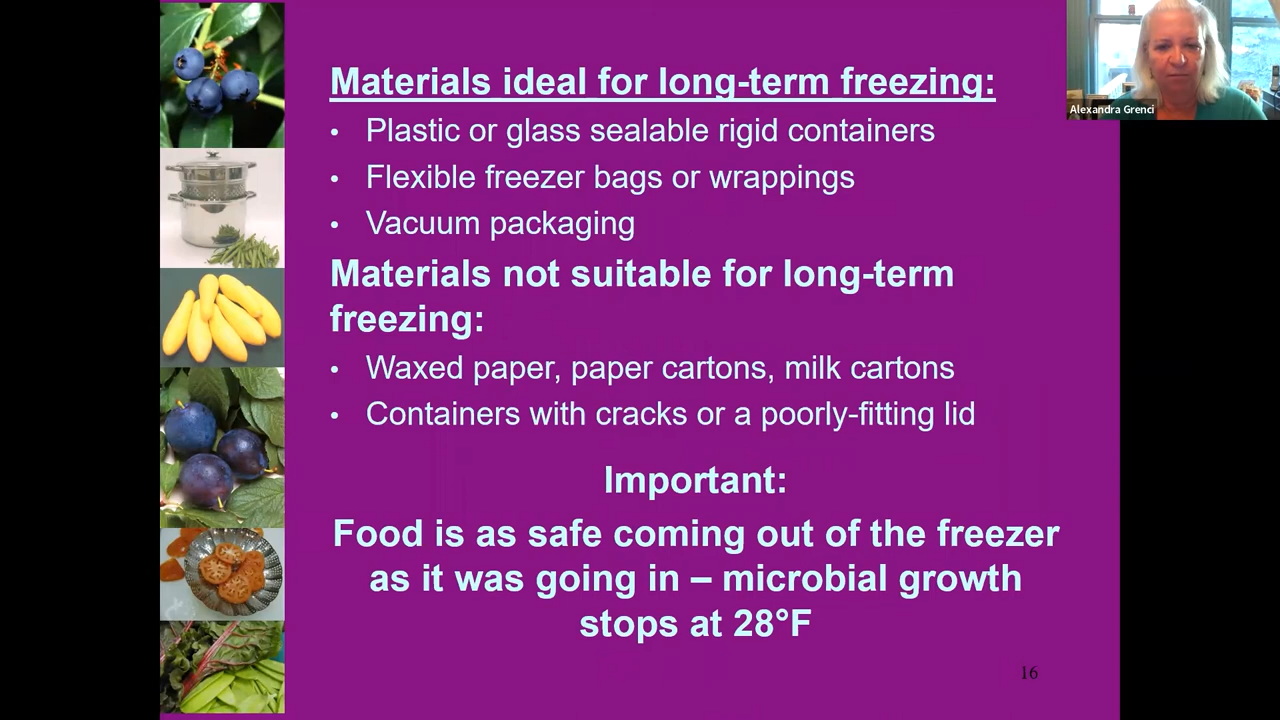 Materials ideal for long-term freezing:
• Plastic or glass sealable rigid containers
• Flexible freezer bags or wrappings
• Vacuum packaging
Materials not suitable for long-term
freezing:
• Waxed paper, paper cartons, milk cartons
• Containers with cracks or a poorly-fitting lid
Important:
Food is as safe coming out of the freezer
as it was going in – microbial growth
stops at 28°F
16
Alexandra Grenci